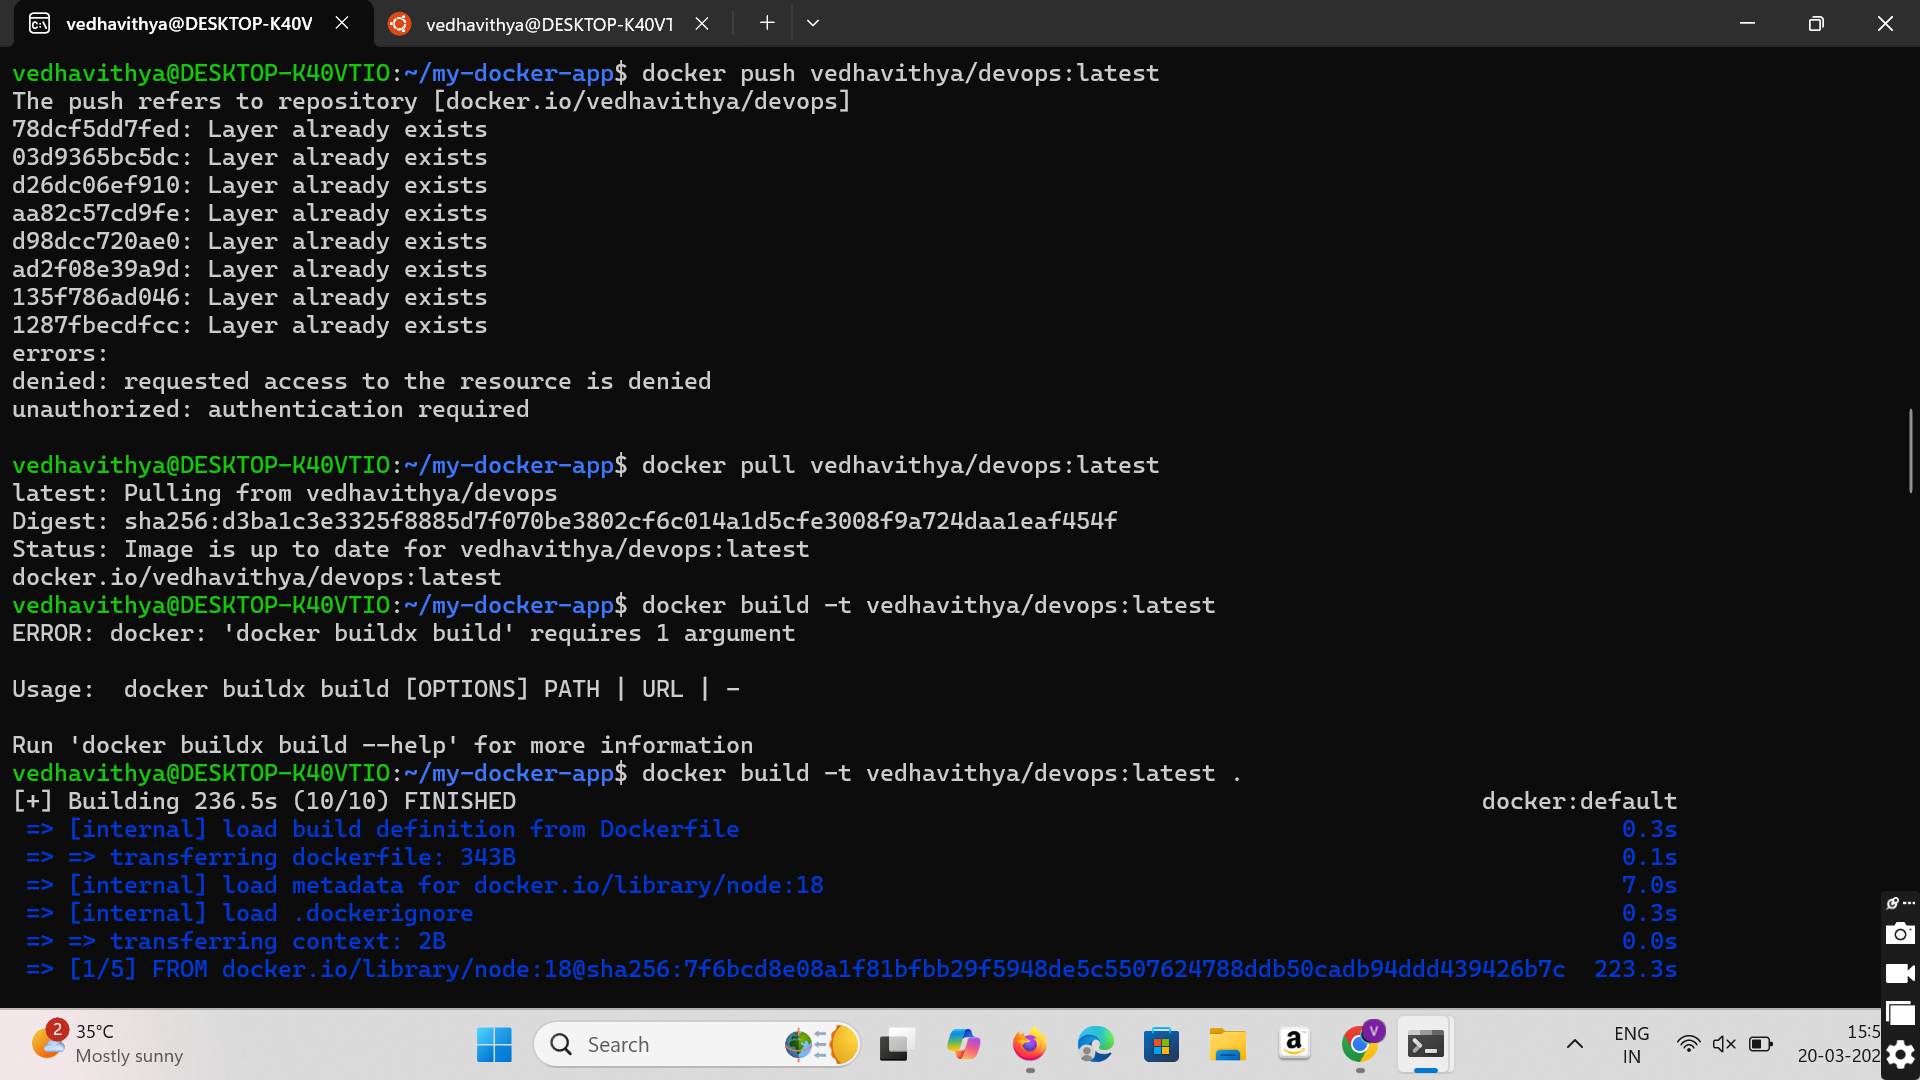 vedhavithya@DESKTOP-K40V
vedhavithya@DESKTOP-K40VT
vedhavithya@DESKTOP-K40VTIO:~/my-docker-app$ docker push vedhavithya/devops:latest
The push refers to repository [docker.io/vedhavithya/devops]
78dcf5dd7fed: Layer already exists
03d9365bc5dc: Layer already exists
d26dc06ef910: Layer already exists
aa82c57cd9fe: Layer already exists
d98dcc720ae0: Layer already exists
ad2f08e39a9d: Layer already exists
135f786ad046: Layer already exists
1287fbecdfcc: Layer already exists
errors:
denied: requested access to the resource is denied
unauthorized: authentication required
vedhavithya@DESKTOP-K40VTIO:~/my-docker-app$ docker pull vedhavithya/devops:latest
latest: Pulling from vedhavithya/devops
Digest: sha256:d3ba1c3e3325f8885d7f070be3802cf6c014a1d5cfe3008f9a724daa1eaf454f
Status: Image is up to date for vedhavithya/devops:latest
docker.io/vedhavithya/devops:latest
vedhavithya@DESKTOP-K40VTIO:~/my-docker-app$ docker build -t vedhavithya/devops:latest
ERROR: docker: 'docker buildx build' requires 1 argument
Usage:  docker buildx build [OPTIONS] PATH | URL | -
Run 'docker buildx build --help' for more information
vedhavithya@DESKTOP-K40VTIO:~/my-docker-app$ docker build -t vedhavithya/devops:latest .
[+] Building 236.5s (10/10) FINISHED docker:default
=> [internal] load build definition from Dockerfile 0.3s
=> => transferring dockerfile: 343B 0.1s
=> [internal] load metadata for docker.io/library/node:18 7.0s
=> [internal] load .dockerignore 0.3s
=> => transferring context: 2B 0.0s
=> [1/5] FROM docker.io/library/node:18@sha256:7f6bcd8e08a1f81bfbb29f5948de5c5507624788ddb50cadb94ddd439426b7c 223.3s
2
35°C
Mostly sunny
Search
a
V
ENG
IN
15:5
20-03-202